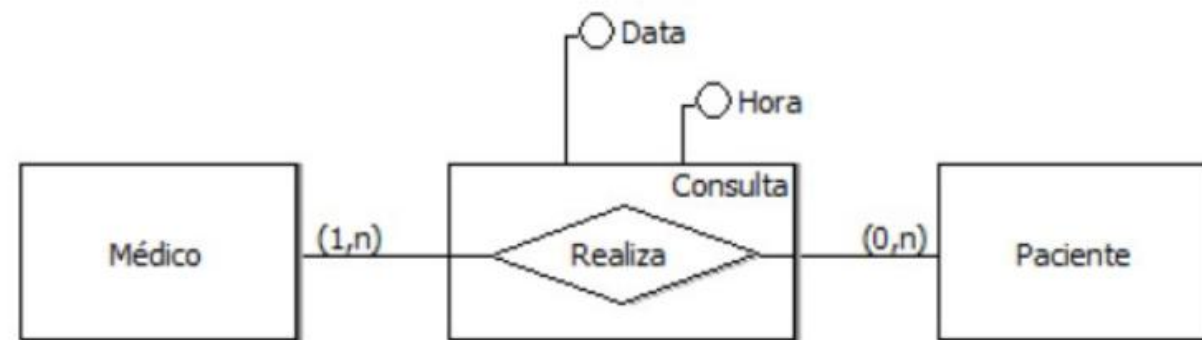 Data
Hora
Consulta
Médico
(1,n)
Realiza
(0,n)
Paciente